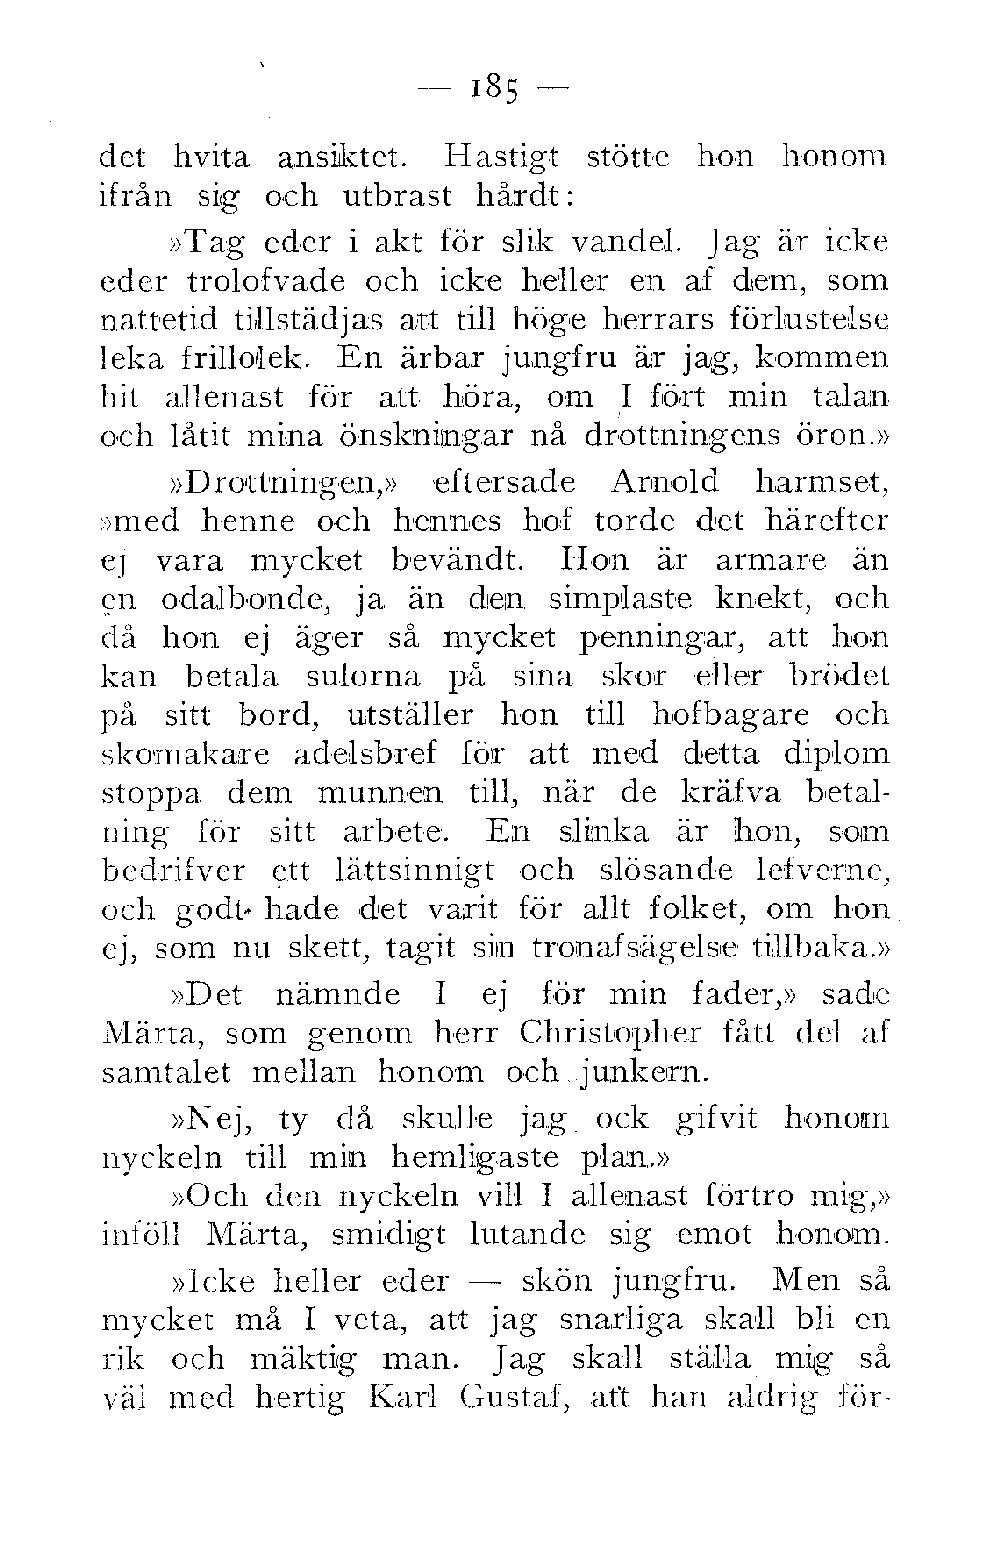 — 185 —
det hvita ansiktet. Hastigt stötte hon honom
ifrån sig och utbrast hårdt:
»Tag eder i akt för slik vandel. Jag är icke
eder trolofvade och icke heller en af dem, som
nattetid tillstädjas att till höge herrars förlustelse
leka frillolek. En ärbar jungfru är jag, kommen
hit allenast för att höra, om I fört min talan
och låtit mina önskningar nå drottningens öron.»
»Drottningen,» eftersade Arnold harmset,
»med henne och hennes hof torde det härefter
ej vara mycket bevändt. Hon är armare än
en odalbonde, ja än den simplaste knekt, och
då hon ej äger så mycket penningar, att hon
kan betala sulorna på sina skor eller brödet
på sitt bord, utställer hon till hofbagare och
skomakare adelsbref för att med detta diplom
stoppa dem munnen till, när de kräfva betal-
ning för sitt arbete. En slinka är hon, som
bedrifver ett lättsinnigt och slösande lefverne,
och godt hade det varit för allt folket, om hon
ej, som nu skett, tagit sin tronafsägelse tillbaka.»
»Det nämnde I ej för min fader,» sade
Märta, som genom herr Christopher fått del af
samtalet mellan honom och junkern.
»Nej, ty då skulle jag ock gifvit honom
nyckeln till min hemligaste plan.»
»Och den nyckeln vill I allenast förtro mig,»
inföll Märta, smidigt lutande sig emot honom.
»Icke heller eder — skön jungfru. Men så
mycket må I veta, att jag snarliga skall bli en
rik och mäktig man. Jag skall ställa mig så
väl med hertig Karl Gustaf, att han aldrig för-